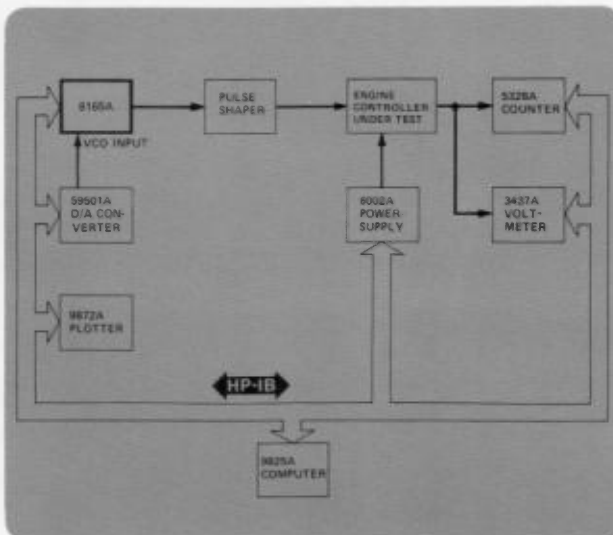 8165A
PULSE
SHAPER
ENGINE
CONTROLLER
UNDER TEST
5328A
COUNTER
VCO INPUT
59501A
D/A CON-
VERTER
6002A
POWER-
SUPPLY
3437A
VOLT-
METER
9872A
PLOTTER
HP-IB
9825A
COMPUTER